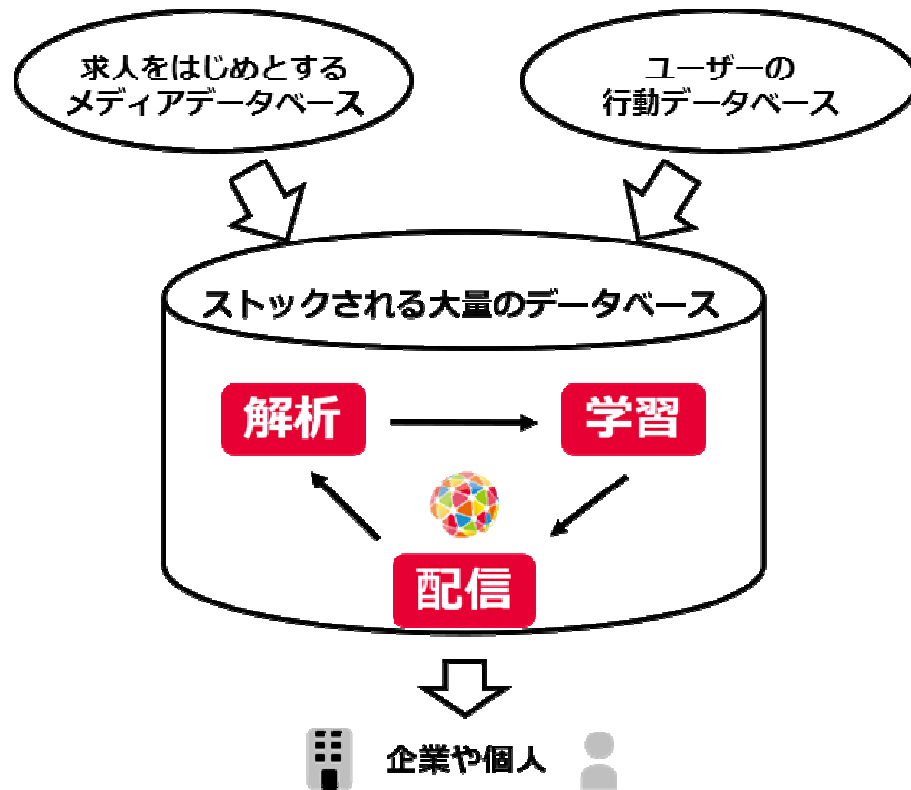 求人をはじめとする
メディアデータベース
ユーザーの
行動データベース
ストックされる大量のデータベース
解析
学習
配信
企業や個人